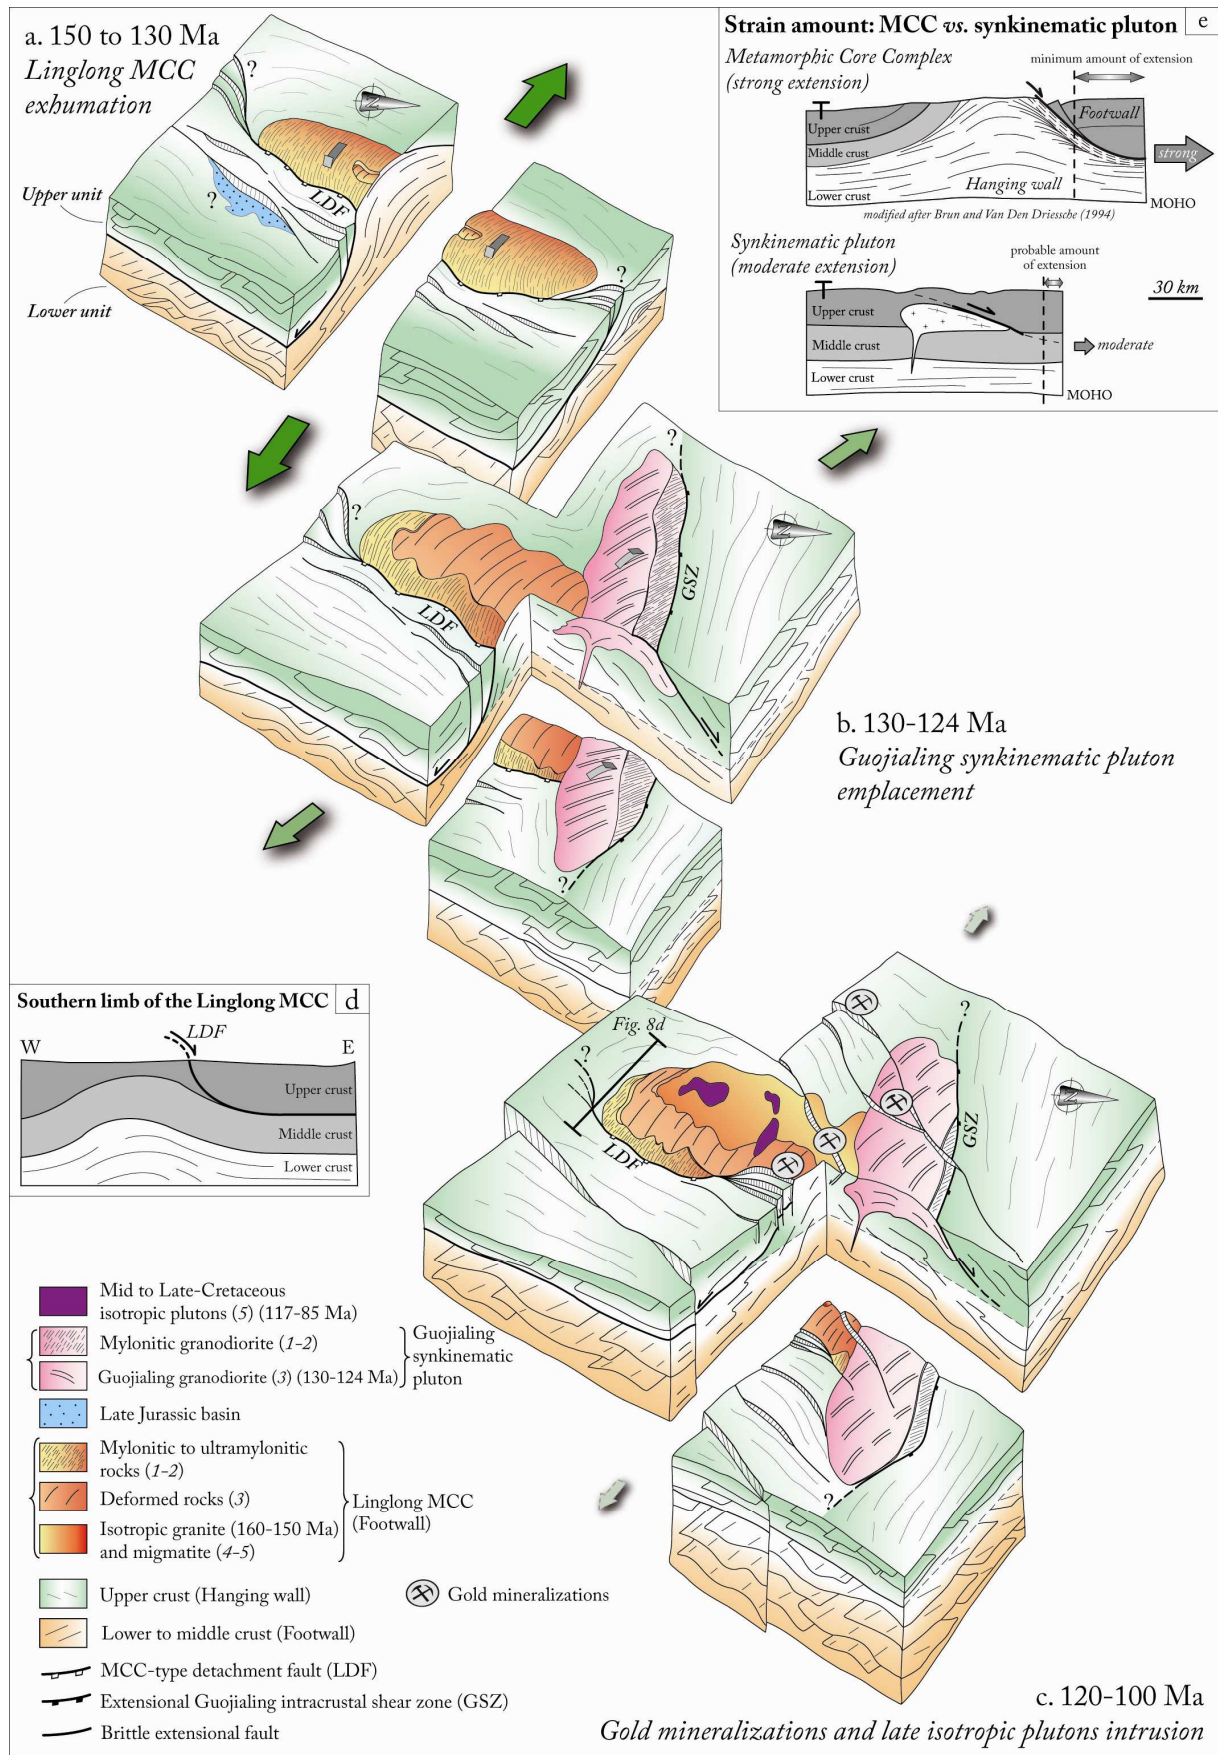 a. 150 to 130 Ma
Linglong MCC
exhumation
?
N
LDF
?
Upper unit
Lower unit
?
Strain amount: MCC vs. synkinematic pluton
e
Metamorphic Core Complex
(strong extension)
minimum amount of extension
Upper crust
Middle crust
Lower crust
Footwall
Hanging wall
strong
MOHO
modified after Brun and Van Den Driessche (1994)
Synkinematic pluton
(moderate extension)
probable amount
of extension
30 km
Upper crust
Middle crust
Lower crust
moderate
MOHO
?
?
N
GSZ
LDF
b. 130-124 Ma
Guojialing synkinematic pluton
emplacement
?
Southern limb of the Linglong MCC
d
W
LDF
E
Upper crust
Middle crust
Lower crust
Fig. 8d
?
?
N
GSZ
LDF
?
Mid to Late-Cretaceous
isotropic plutons (5) (117-85 Ma)
Mylonitic granodiorite (1-2)
Guojialing granodiorite (3) (130-124 Ma)
Guojialing
synkinematic
pluton
Late Jurassic basin
Mylonitic to ultramylonitic
rocks (1-2)
Deformed rocks (3)
Isotropic granite (160-150 Ma)
and migmatite (4-5)
Linglong MCC
(Footwall)
Upper crust (Hanging wall)
Gold mineralizations
Lower to middle crust (Footwall)
MCC-type detachment fault (LDF)
Extensional Guojialing intracrustal shear zone (GSZ)
Brittle extensional fault
c. 120-100 Ma
Gold mineralizations and late isotropic plutons intrusion